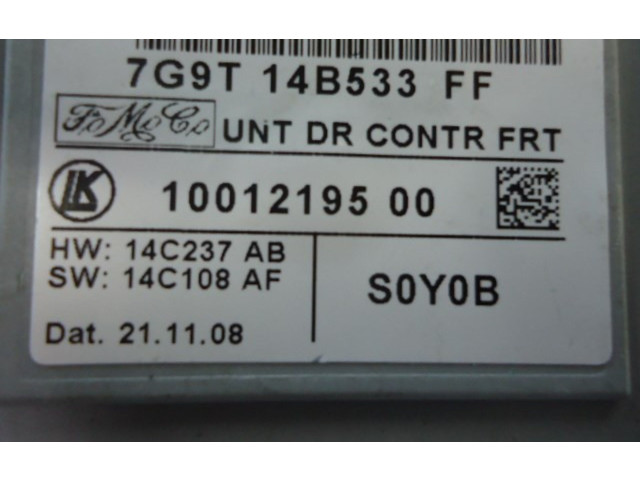 7G9T 14B533 FF
FoMoCo UNT DR CONTR FRT
LK 10012195 00
HW: 14C237 AB
SW: 14C108 AF
S0Y0B
Dat. 21.11.08